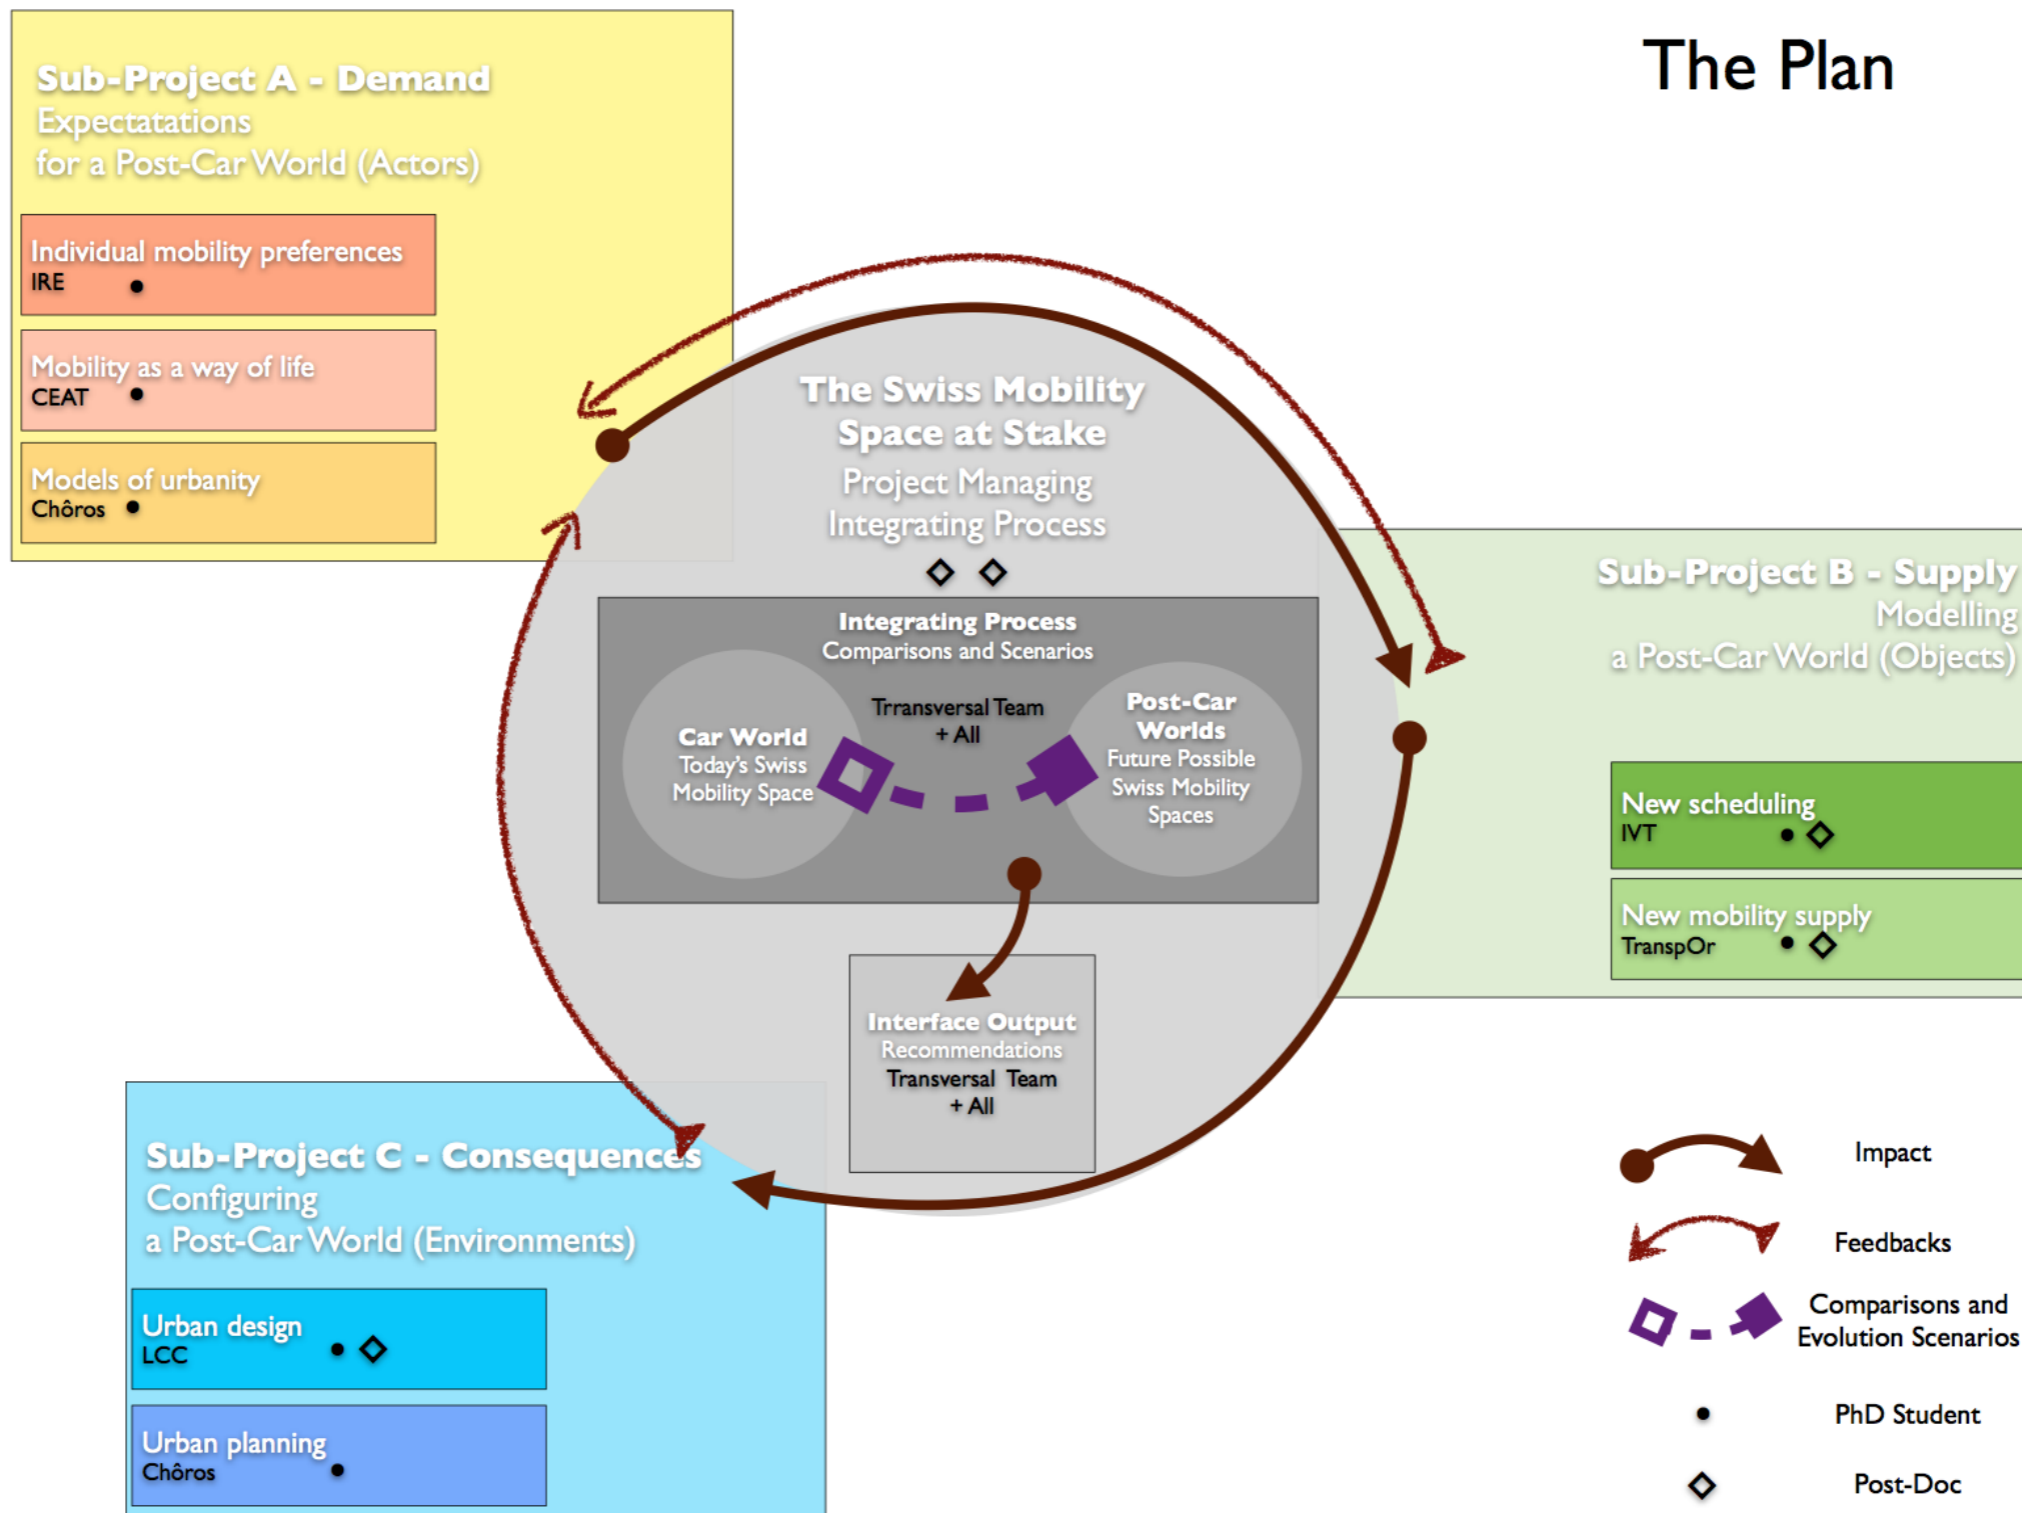 The Plan
Sub-Project A - Demand
Expectatations
for a Post-Car World (Actors)
Individual mobility preferences
IRE
Mobility as a way of life
CEAT
Models of urbanity
Chôros
The Swiss Mobility
Space at Stake
Project Managing
Integrating Process
Integrating Process
Comparisons and Scenarios
Trransversal Team
+ All
Car World
Today's Swiss
Mobility Space
Post-Car
Worlds
Future Possible
Swiss Mobility
Spaces
Interface Output
Recommendations
Transversal Team
+ All
Sub-Project B - Supply
Modelling
a Post-Car World (Objects)
New scheduling
IVT
New mobility supply
TranspOr
Sub-Project C - Consequences
Configuring
a Post-Car World (Environments)
Urban design
LCC
Urban planning
Chôros
Impact
Feedbacks
Comparisons and
Evolution Scenarios
PhD Student
Post-Doc